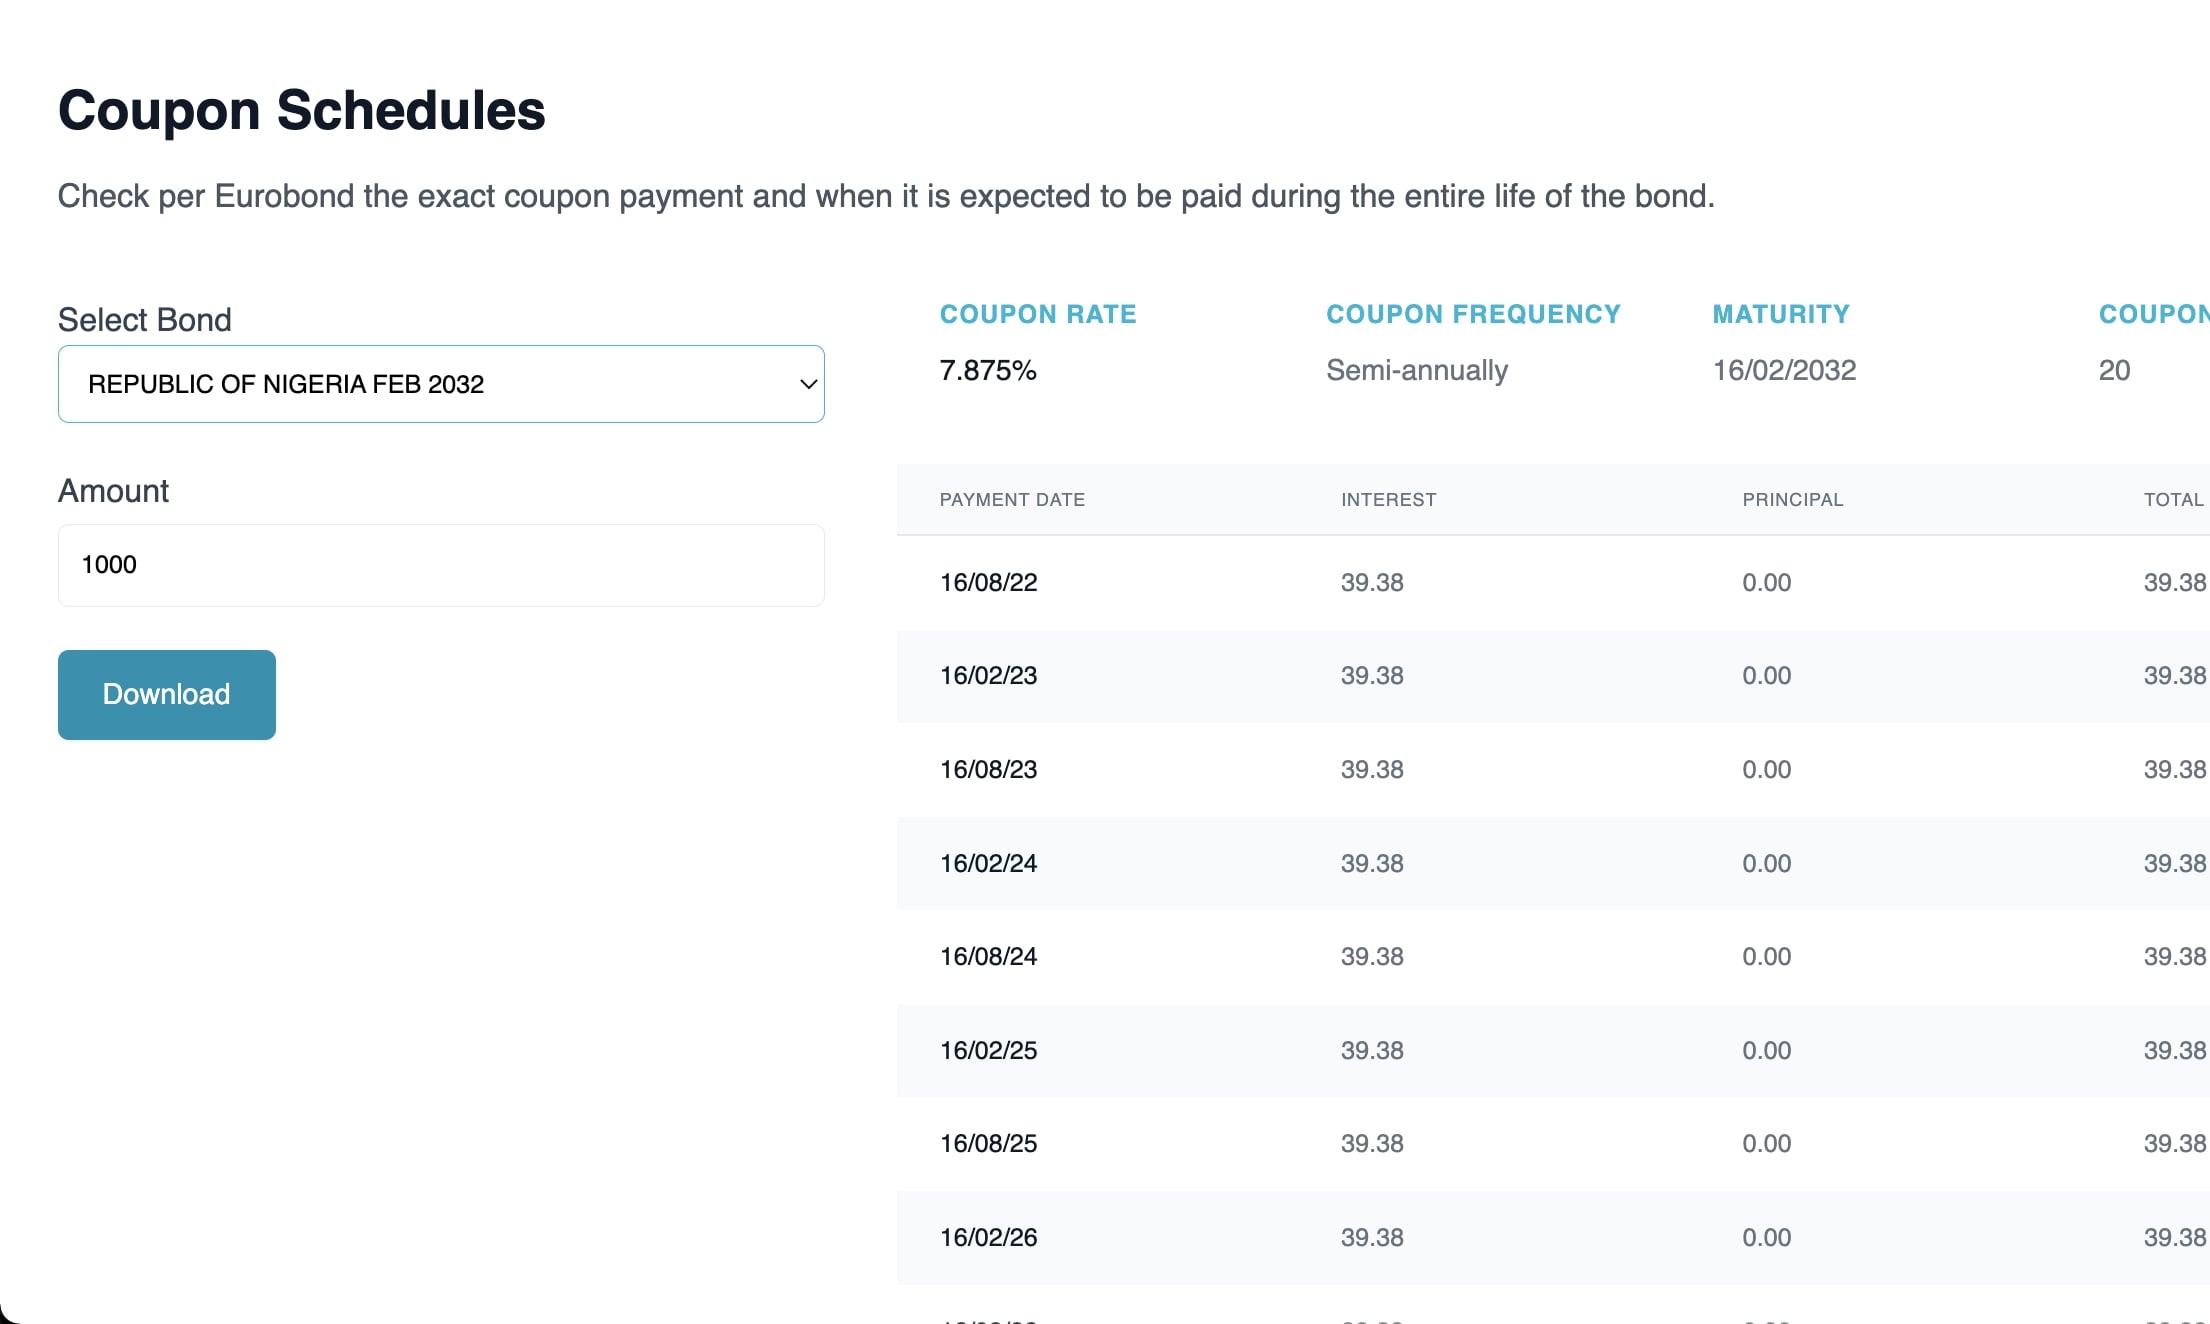 Coupon Schedules
Check per Eurobond the exact coupon payment and when it is expected to be paid during the entire life of the bond.
Select Bond
REPUBLIC OF NIGERIA FEB 2032
Amount
1000
Download
COUPON RATE COUPON FREQUENCY MATURITY COUPON
7.875% Semi-annually 16/02/2032 20
PAYMENT DATE INTEREST PRINCIPAL TOTAL
16/08/22 39.38 0.00 39.38
16/02/23 39.38 0.00 39.38
16/08/23 39.38 0.00 39.38
16/02/24 39.38 0.00 39.38
16/08/24 39.38 0.00 39.38
16/02/25 39.38 0.00 39.38
16/08/25 39.38 0.00 39.38
16/02/26 39.38 0.00 39.38